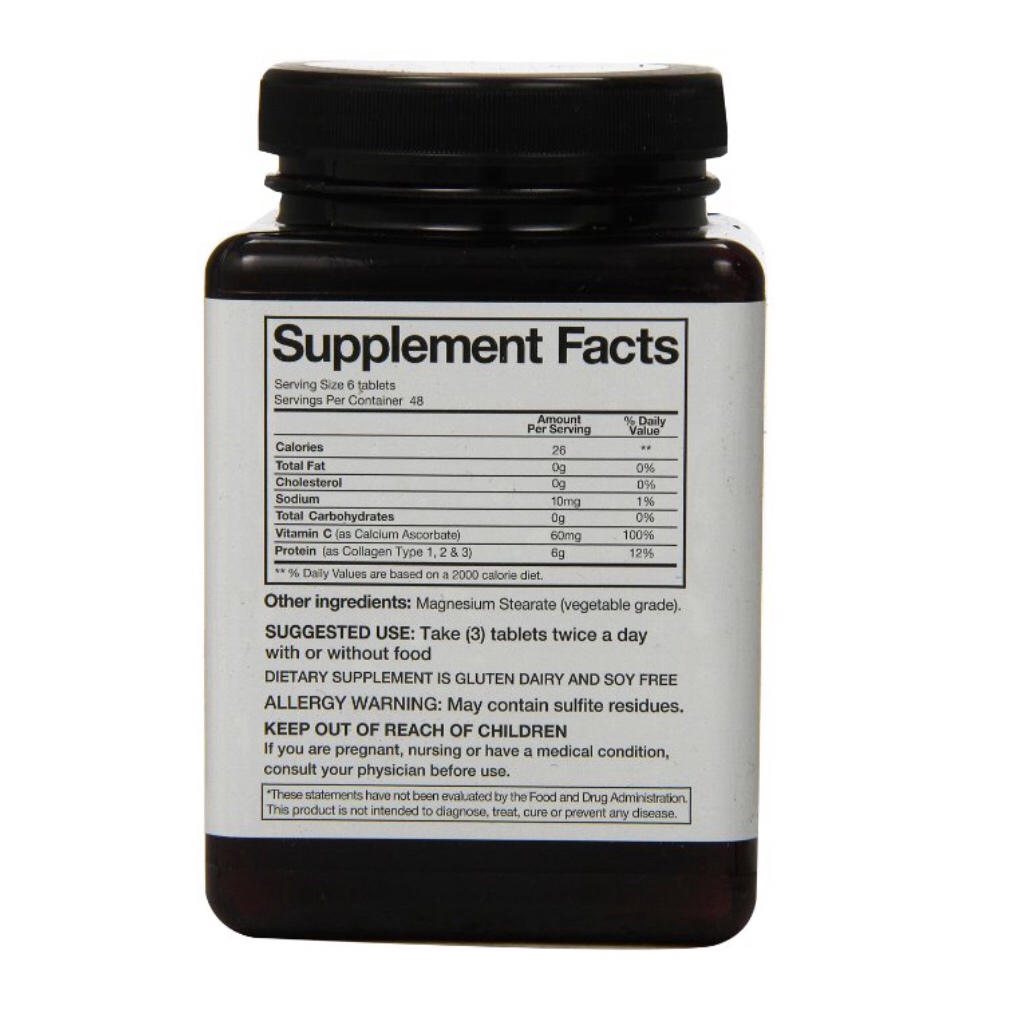 Supplement Facts
Serving Size 6 tablets
Servings Per Container 48
Amount Per Serving % Daily Value
Calories 26 **
Total Fat 0g 0%
Cholesterol 0g 0%
Sodium 10mg 1%
Total Carbohydrates 0g 0%
Vitamin C (as Calcium Ascorbate) 60mg 100%
Protein (as Collagen Type 1, 2 & 3) 6g 12%
** % Daily Values are based on a 2000 calorie diet.
Other ingredients: Magnesium Stearate (vegetable grade).
SUGGESTED USE: Take (3) tablets twice a day
with or without food
DIETARY SUPPLEMENT IS GLUTEN DAIRY AND SOY FREE
ALLERGY WARNING: May contain sulfite residues.
KEEP OUT OF REACH OF CHILDREN
If you are pregnant, nursing or have a medical condition,
consult your physician before use.
*These statements have not been evaluated by the Food and Drug Administration.
This product is not intended to diagnose, treat, cure or prevent any disease.